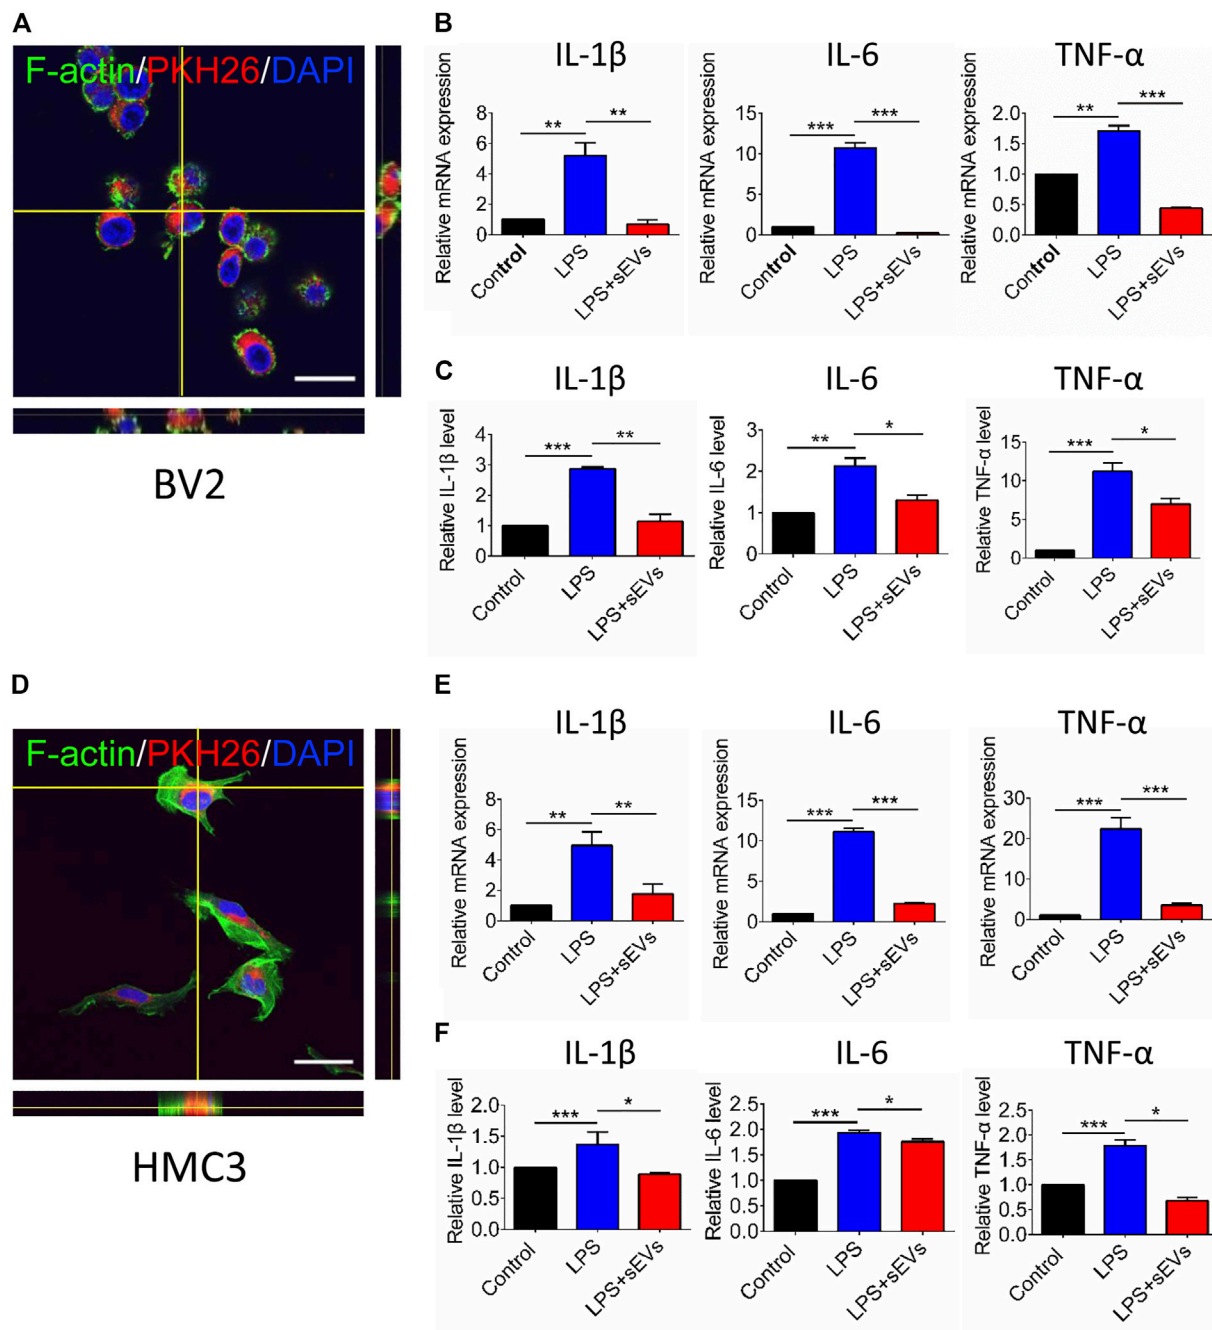 A
F-actin/PKH26/DAPI
BV2
B
IL-1β
Relative mRNA expression
8
6
4
2
0
**
**
Control
LPS
LPS+sEVs
IL-6
Relative mRNA expression
15
10
5
0
***
***
Control
LPS
LPS+sEVs
TNF-α
Relative mRNA expression
2.0
1.5
1.0
0.5
0.0
**
***
Control
LPS
LPS+sEVs
C
IL-1β
Relative IL-1β level
4
3
2
1
0
***
**
Control
LPS
LPS+sEVs
IL-6
Relative IL-6 level
3
2
1
0
**
*
Control
LPS
LPS+sEVs
TNF-α
Relative TNF-α level
15
10
5
0
***
*
Control
LPS
LPS+sEVs
D
F-actin/PKH26/DAPI
HMC3
E
IL-1β
Relative mRNA expression
8
6
4
2
0
**
**
Control
LPS
LPS+sEVs
IL-6
Relative mRNA expression
15
10
5
0
***
***
Control
LPS
LPS+sEVs
TNF-α
Relative mRNA expression
30
20
10
0
***
***
Control
LPS
LPS+sEVs
F
IL-1β
Relative IL-1β level
2.0
1.5
1.0
0.5
0.0
***
*
Control
LPS
LPS+sEVs
IL-6
Relative IL-6 level
2.5
2.0
1.5
1.0
0.5
0.0
***
*
Control
LPS
LPS+sEVs
TNF-α
Relative TNF-α level
2.5
2.0
1.5
1.0
0.5
0.0
***
*
Control
LPS
LPS+sEVs